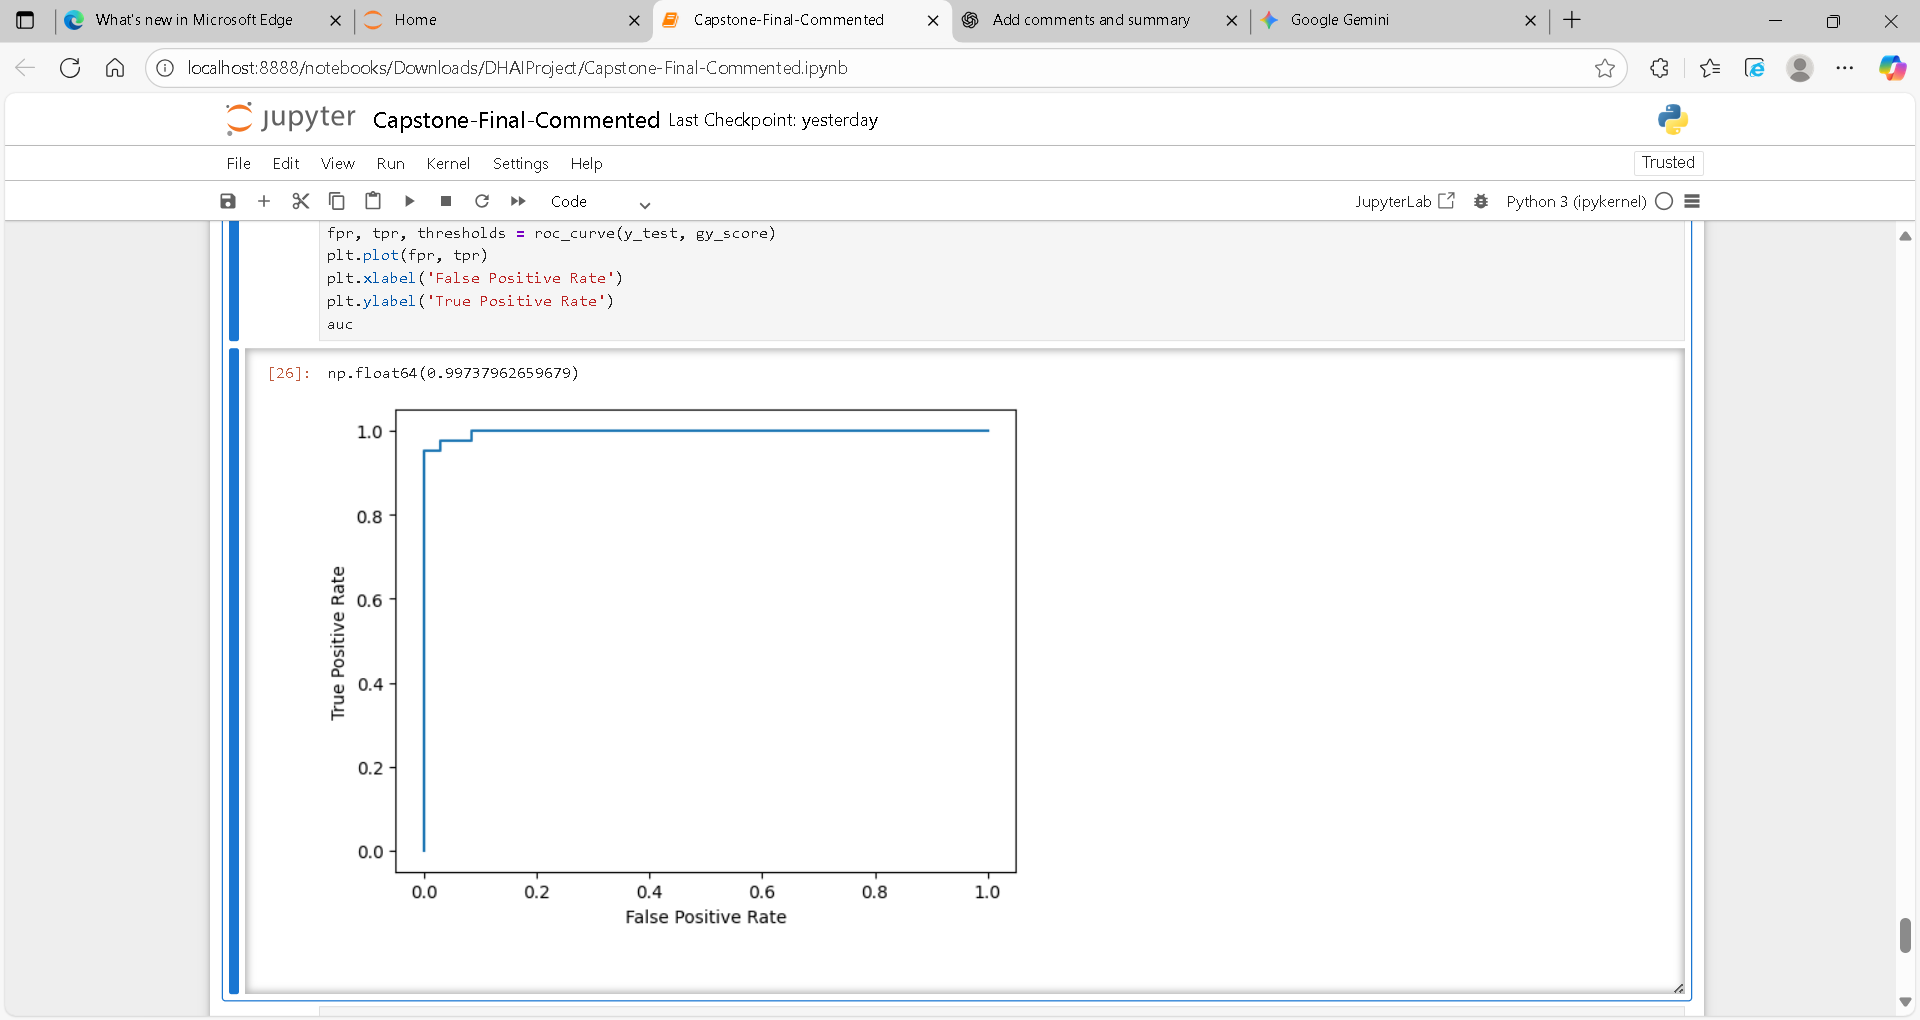 What's new in Microsoft Edge
Home
Capstone-Final-Commented
Add comments and summary
Google Gemini
localhost:8888/notebooks/Downloads/DHAIProject/Capstone-Final-Commented.ipynb
jupyter Capstone-Final-Commented Last Checkpoint: yesterday
File Edit View Run Kernel Settings Help
Trusted
Code
JupyterLab
Python 3 (ipykernel)
fpr, tpr, thresholds = roc_curve(y_test, gy_score)
plt.plot(fpr, tpr)
plt.xlabel('False Positive Rate')
plt.ylabel('True Positive Rate')
auc
[26]: np.float64(0.99737962659679)
1.0
0.8
0.6
0.4
0.2
0.0
True Positive Rate
0.0 0.2 0.4 0.6 0.8 1.0
False Positive Rate